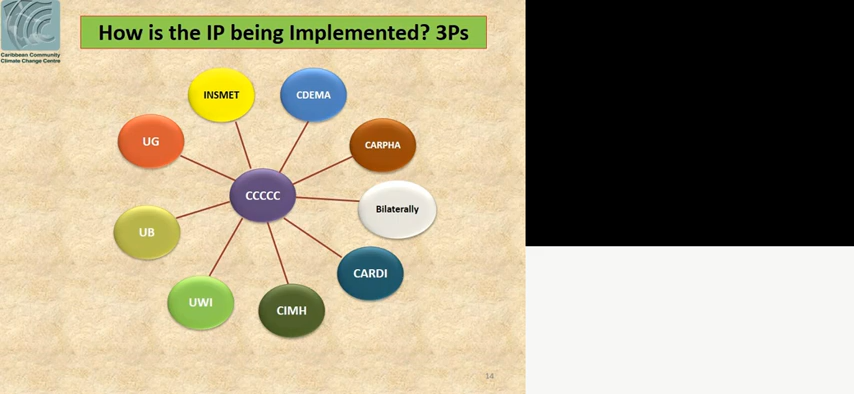 How is the IP being Implemented? 3Ps
Caribbean Community
Climate Change Centre
INSMET
CDEMA
UG
CARPHA
CCCCC
Bilaterally
UB
CARDI
UWI
CIMH
14